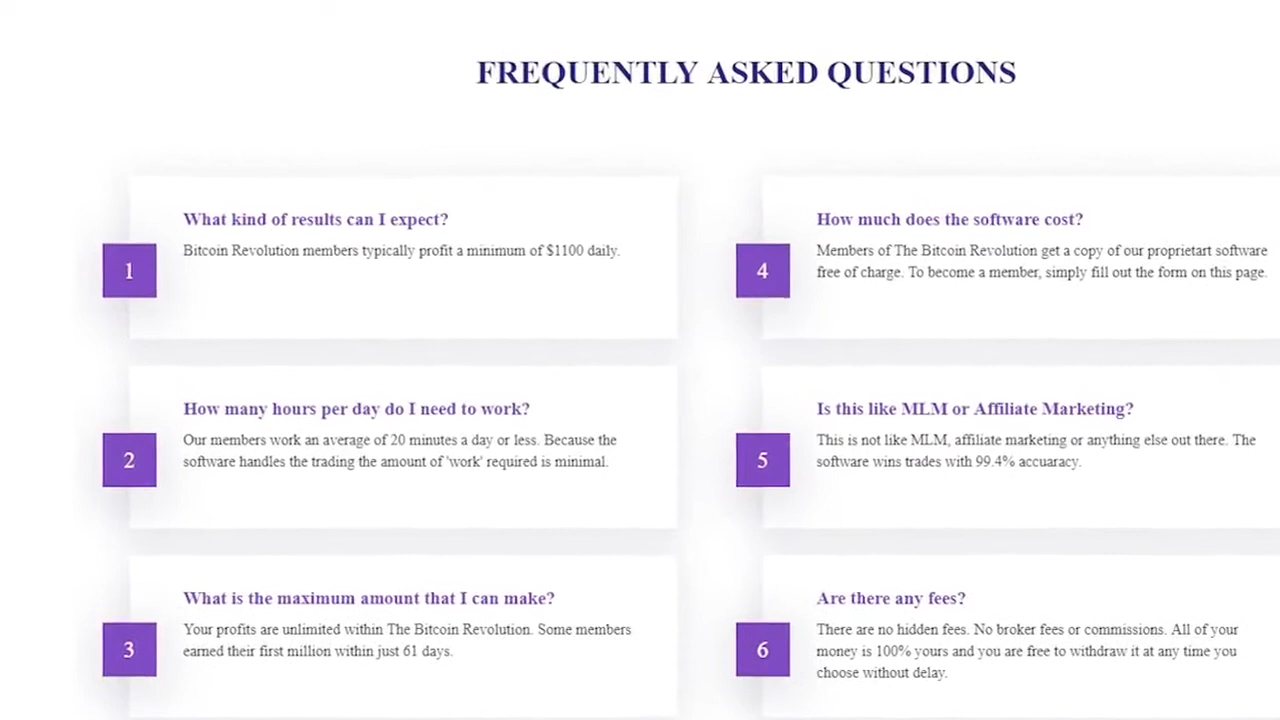 FREQUENTLY ASKED QUESTIONS
1
What kind of results can I expect?
Bitcoin Revolution members typically profit a minimum of $1100 daily.
2
How many hours per day do I need to work?
Our members work an average of 20 minutes a day or less. Because the
software handles the trading the amount of 'work' required is minimal.
3
What is the maximum amount that I can make?
Your profits are unlimited within The Bitcoin Revolution. Some members
earned their first million within just 61 days.
4
How much does the software cost?
Members of The Bitcoin Revolution get a copy of our proprietart software
free of charge. To become a member, simply fill out the form on this page.
5
Is this like MLM or Affiliate Marketing?
This is not like MLM, affiliate marketing or anything else out there. The
software wins trades with 99.4% accuaracy.
6
Are there any fees?
There are no hidden fees. No broker fees or commissions. All of your
money is 100% yours and you are free to withdraw it at any time you
choose without delay.